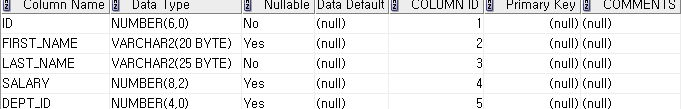 Column Name Data Type Nullable Data Default COLUMN ID Primary Key COMMENTS
ID NUMBER(6,0) No (null) 1 (null) (null)
FIRST_NAME VARCHAR2(20 BYTE) Yes (null) 2 (null) (null)
LAST_NAME VARCHAR2(25 BYTE) No (null) 3 (null) (null)
SALARY NUMBER(8,2) Yes (null) 4 (null) (null)
DEPT_ID NUMBER(4,0) Yes (null) 5 (null) (null)